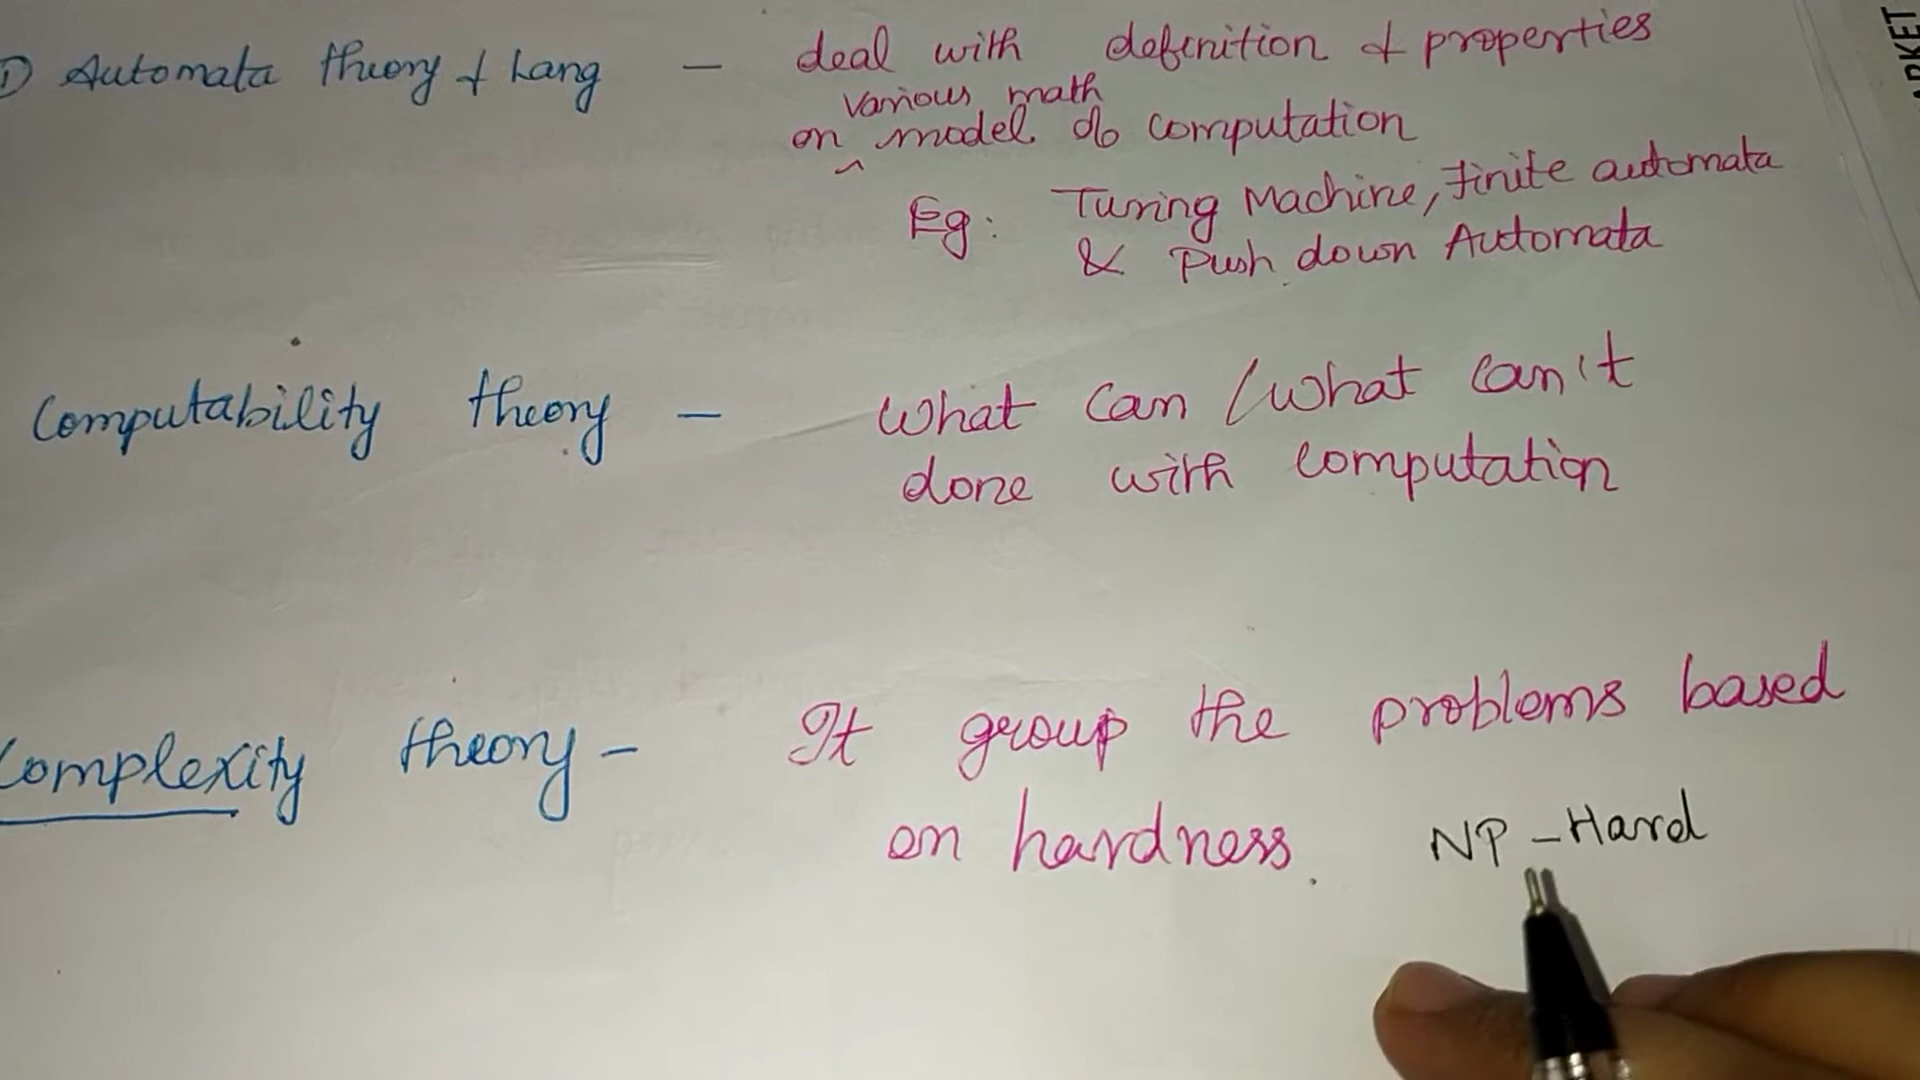 1) Automata theory & Lang — deal with definition & properties
various math
on model of computation
Eg: Turing Machine, Finite automata
& Push down Automata
Computability theory — What can / what can't
done with computation
Complexity theory - It group the problems based
on hardness. NP - Hard